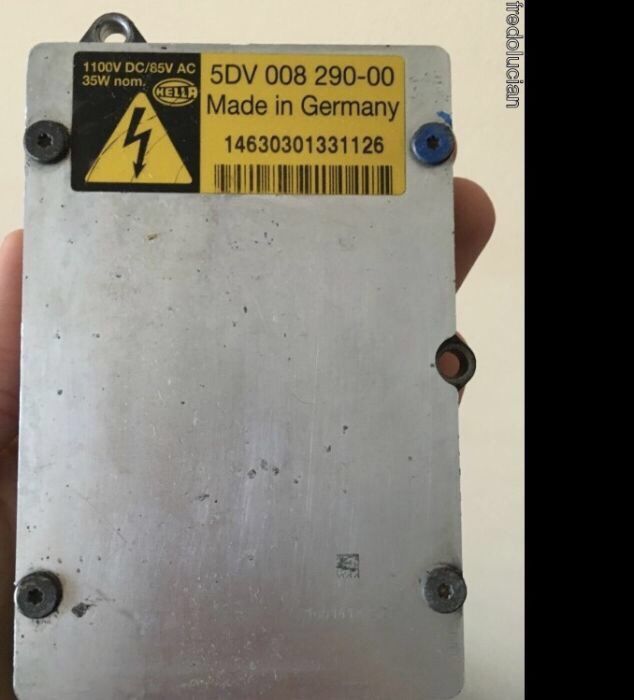 1100V DC/85V AC
35W nom.
HELLA
5DV 008 290-00
Made in Germany
14630301331126
fredolucian